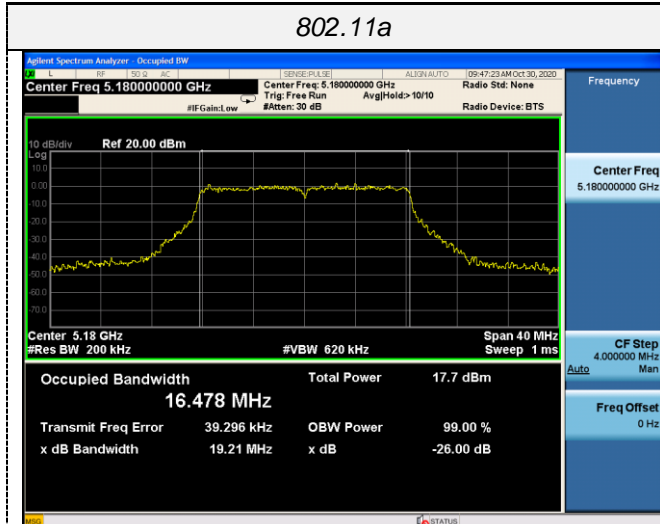 802.11a
Agilent Spectrum Analyzer - Occupied BW
L RF 50 Ω AC SENSE:PULSE ALIGN AUTO 09:47:23 AM Oct 30, 2020
Center Freq 5.180000000 GHz Center Freq: 5.180000000 GHz Radio Std: None
Trig: Free Run Avg|Hold:> 10/10
#IFGain:Low #Atten: 30 dB Radio Device: BTS
10 dB/div Ref 20.00 dBm
Log
10.0
0.00
-10.0
-20.0
-30.0
-40.0
-50.0
-60.0
-70.0
Center 5.18 GHz Span 40 MHz
#Res BW 200 kHz #VBW 620 kHz Sweep 1 ms
Occupied Bandwidth Total Power 17.7 dBm
16.478 MHz
Transmit Freq Error 39.296 kHz OBW Power 99.00 %
x dB Bandwidth 19.21 MHz x dB -26.00 dB
MSG STATUS
Frequency
Center Freq
5.180000000 GHz
CF Step
4.000000 MHz
Auto Man
Freq Offset
0 Hz